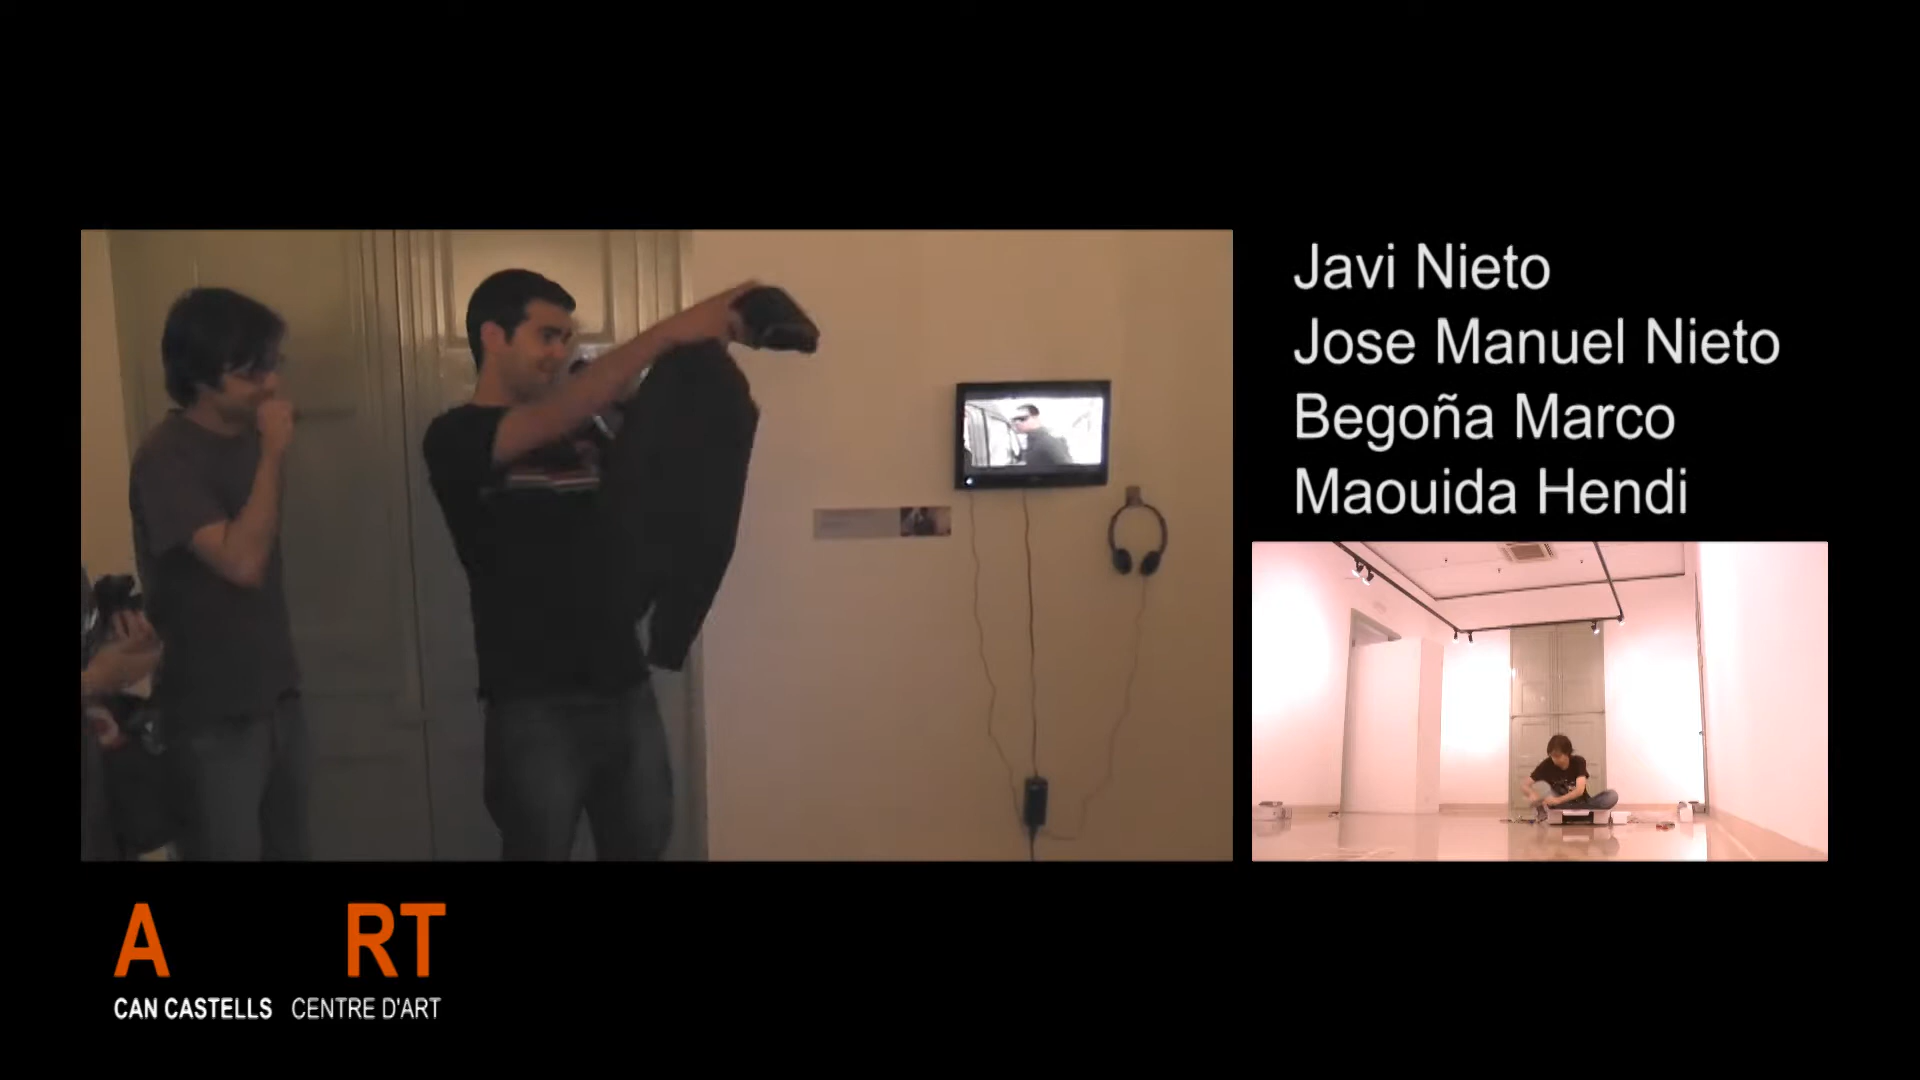 Javi Nieto
Jose Manuel Nieto
Begoña Marco
Maouida Hendi
A RT
CAN CASTELLS CENTRE D'ART